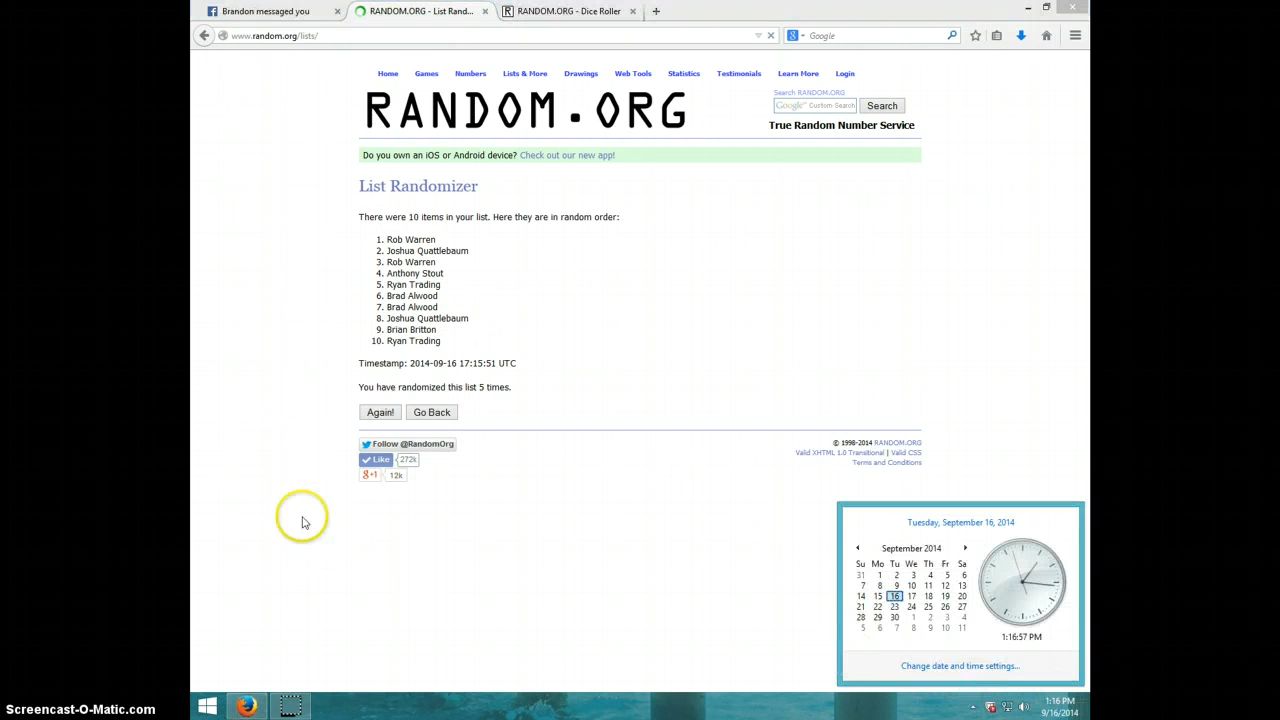 Brandon messaged you
RANDOM.ORG - List Rand...
RANDOM.ORG - Dice Roller
www.random.org/lists/
Google
Home Games Numbers Lists & More Drawings Web Tools Statistics Testimonials Learn More Login
RANDOM.ORG
Search RANDOM.ORG
Google™ Custom Search
Search
True Random Number Service
Do you own an iOS or Android device? Check out our new app!
List Randomizer
There were 10 items in your list. Here they are in random order:
1. Rob Warren
2. Joshua Quattlebaum
3. Rob Warren
4. Anthony Stout
5. Ryan Trading
6. Brad Alwood
7. Brad Alwood
8. Joshua Quattlebaum
9. Brian Britton
10. Ryan Trading
Timestamp: 2014-09-16 17:15:51 UTC
You have randomized this list 5 times.
Again! Go Back
Follow @RandomOrg
Like 272k
g+1 12k
© 1998-2014 RANDOM.ORG
Valid XHTML 1.0 Transitional | Valid CSS
Terms and Conditions
Tuesday, September 16, 2014
September 2014
Su Mo Tu We Th Fr Sa
31 1 2 3 4 5 6
7 8 9 10 11 12 13
14 15 16 17 18 19 20
21 22 23 24 25 26 27
28 29 30 1 2 3 4
5 6 7 8 9 10 11
1:16:57 PM
Change date and time settings...
1:16 PM
9/16/2014
Screencast-O-Matic.com